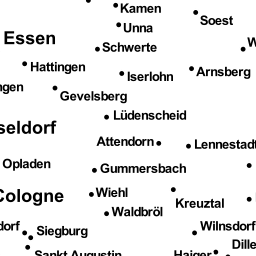 Kamen
Soest
Unna
Essen
Schwerte
W
Hattingen
Iserlohn
Arnsberg
ngen
Gevelsberg
Lüdenscheid
seldorf
Attendorn
Lennestadt
Opladen
Gummersbach
Cologne
Wiehl
Kreuztal
Waldbröl
dorf
Siegburg
Wilnsdorf
Dille
Sankt Augustin
Haiger